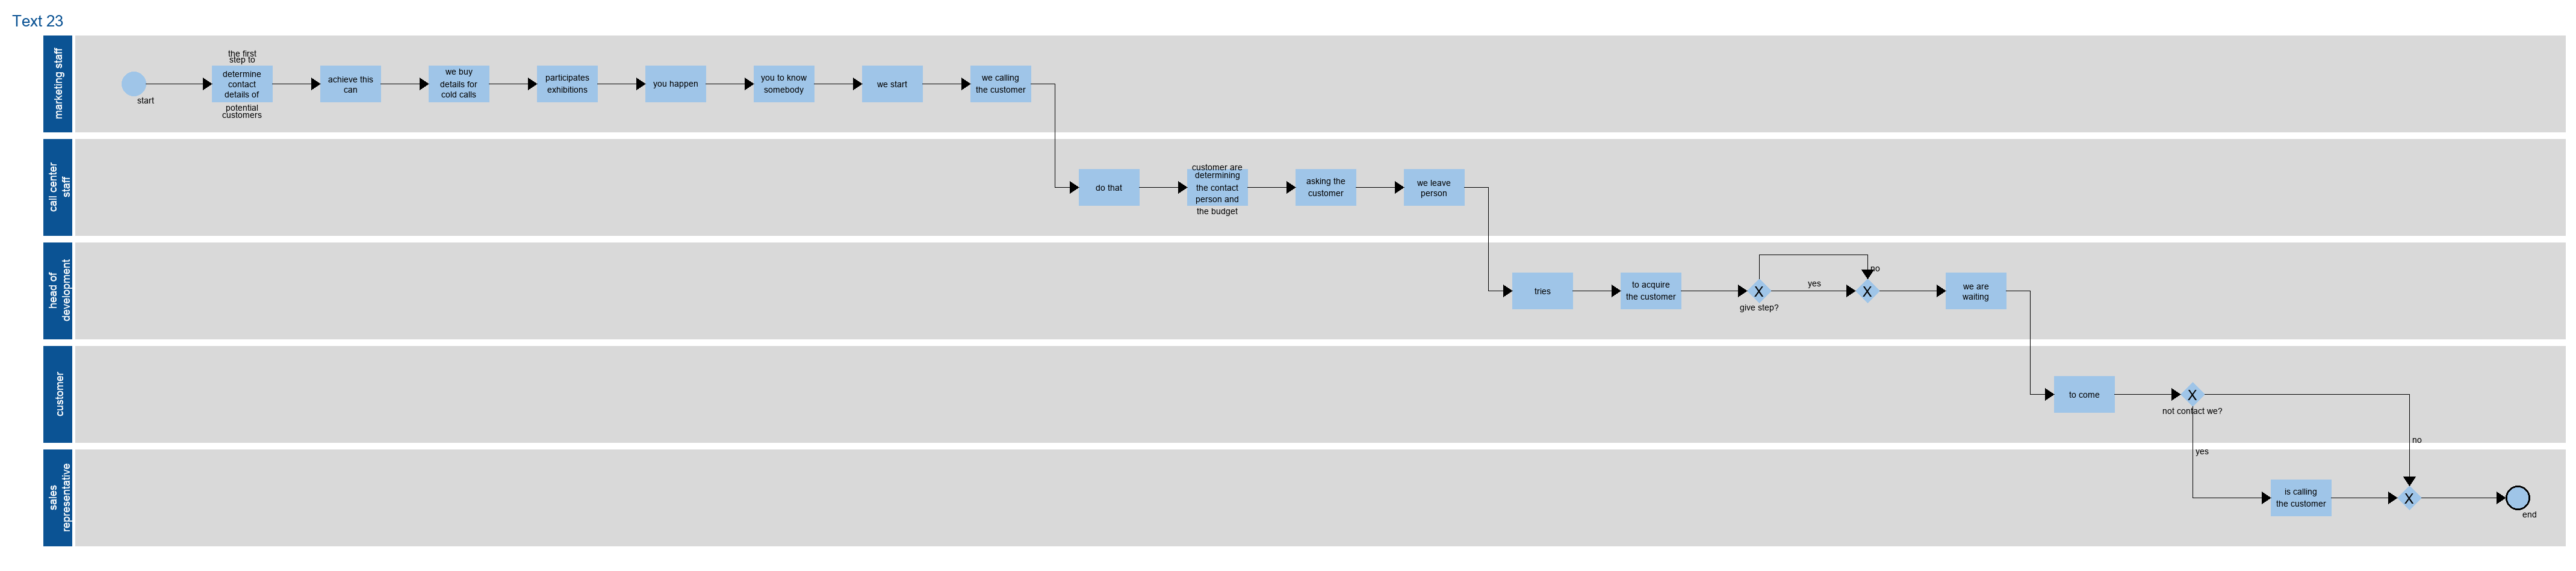 Text 23
marketing staff
start
the first
step to
determine
contact
details of
potential
customers
achieve this
can
we buy
details for
cold calls
participates
exhibitions
you happen
you to know
somebody
we start
we calling
the customer
call center
staff
do that
customer are
determining
the contact
person and
the budget
asking the
customer
we leave
person
head of
development
tries
to acquire
the customer
X
give step?
yes
no
X
we are
waiting
customer
to come
X
not contact we?
no
yes
sales
representative
is calling
the customer
X
end